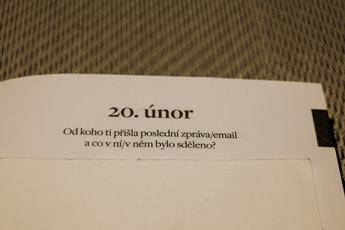 20. únor
Od koho ti přišla poslední zpráva/email
a co v ní/v něm bylo sděleno?